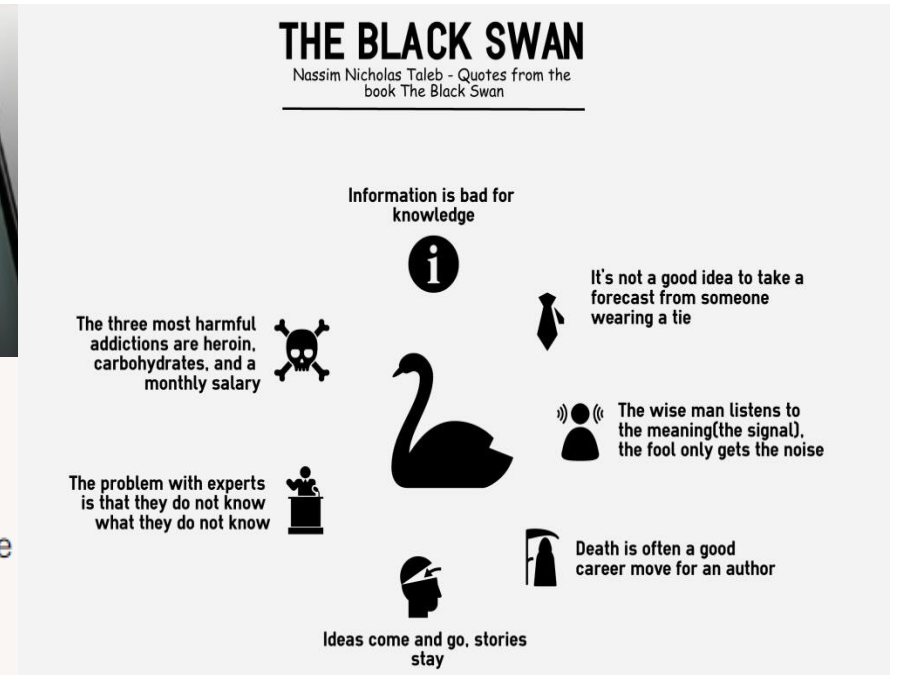 THE BLACK SWAN
Nassim Nicholas Taleb - Quotes from the
book The Black Swan
Information is bad for
knowledge
It's not a good idea to take a
forecast from someone
wearing a tie
The three most harmful
addictions are heroin,
carbohydrates, and a
monthly salary
The wise man listens to
the meaning(the signal),
the fool only gets the noise
The problem with experts
is that they do not know
what they do not know
Death is often a good
career move for an author
Ideas come and go, stories
stay